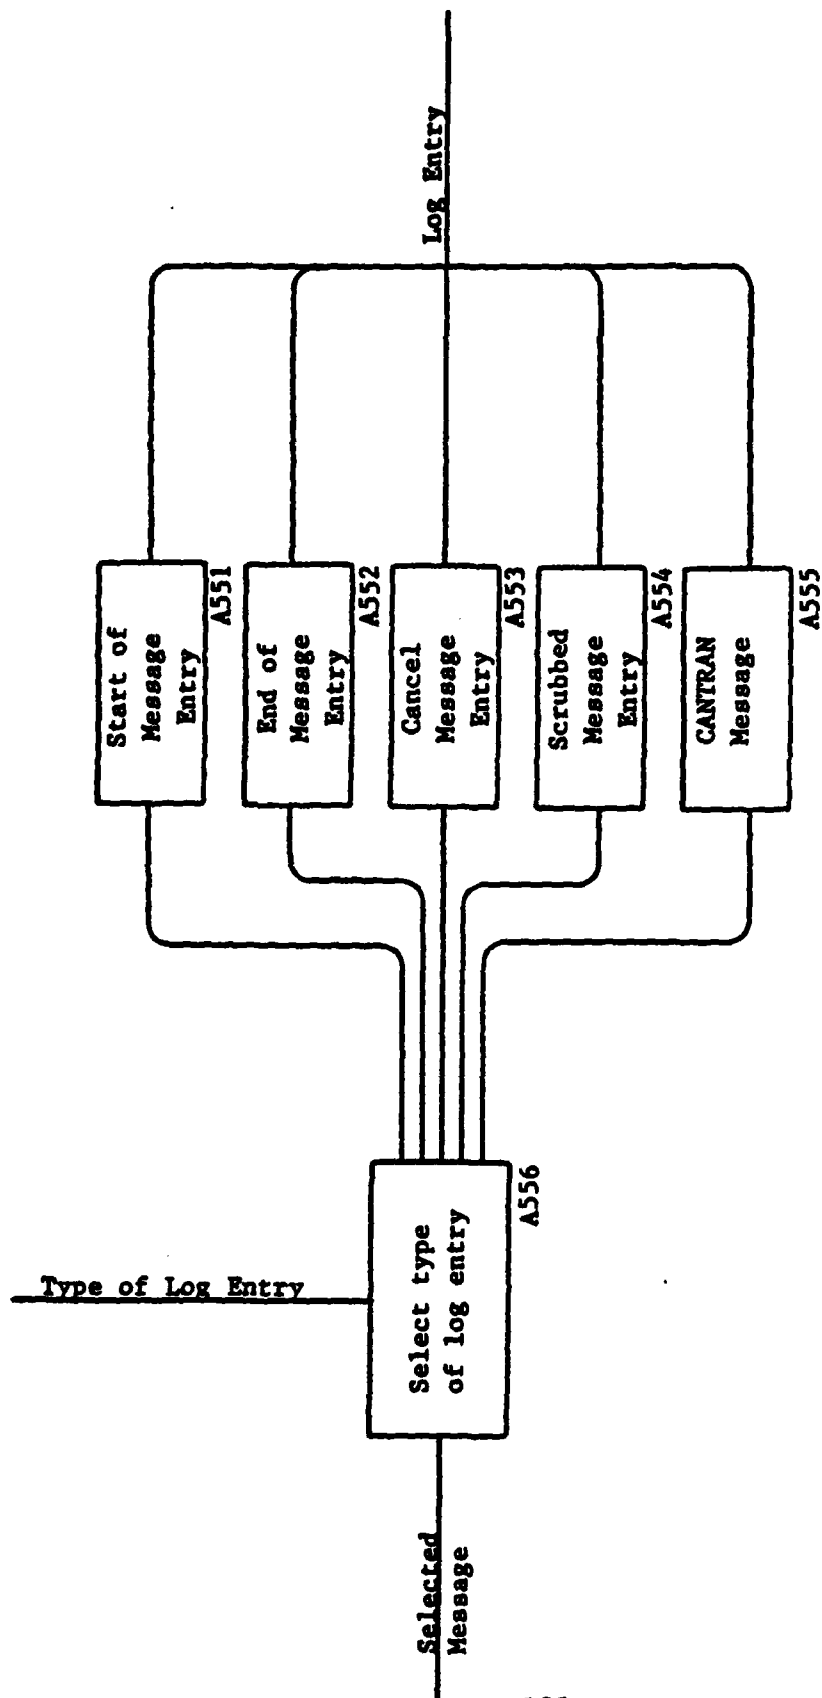 Log Entry
Start of
Message
Entry
A551
End of
Message
Entry
A552
Cancel
Message
Entry
A553
Scrubbed
Message
Entry
A554
CANTRAN
Message
A555
Select type
of log entry
A556
Type of Log Entry
Selected
Message